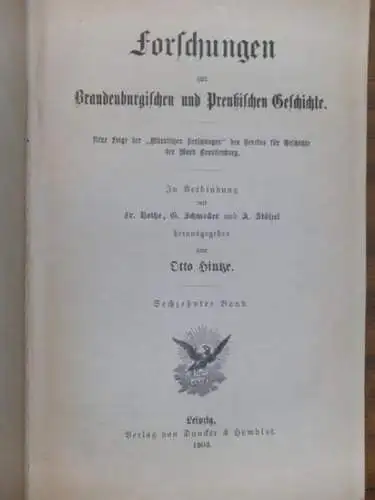 Forschungen
zur
Brandenburgischen und Preußischen Geschichte.
Neue Folge der „Märkischen Forschungen“ des Vereins für Geschichte
der Mark Brandenburg.
In Verbindung
mit
Fr. Holtze, G. Schmoller und A. Stölzel
herausgegeben
von
Otto Hintze.
Sechzehnter Band.
Leipzig,
Verlag von Duncker & Humblot.
1903.